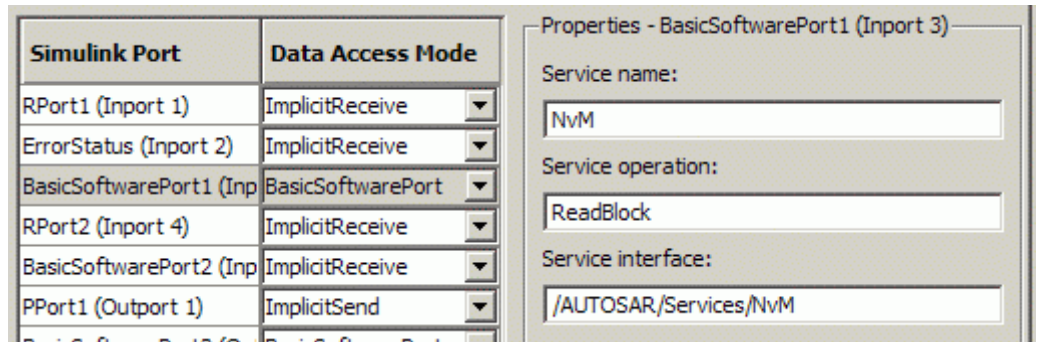 Simulink Port Data Access Mode
RPort1 (Inport 1) ImplicitReceive
ErrorStatus (Inport 2) ImplicitReceive
BasicSoftwarePort1 (Inp BasicSoftwarePort
RPort2 (Inport 4) ImplicitReceive
BasicSoftwarePort2 (Inp ImplicitReceive
PPort1 (Outport 1) ImplicitSend
Properties - BasicSoftwarePort1 (Inport 3)
Service name:
NvM
Service operation:
ReadBlock
Service interface:
/AUTOSAR/Services/NvM